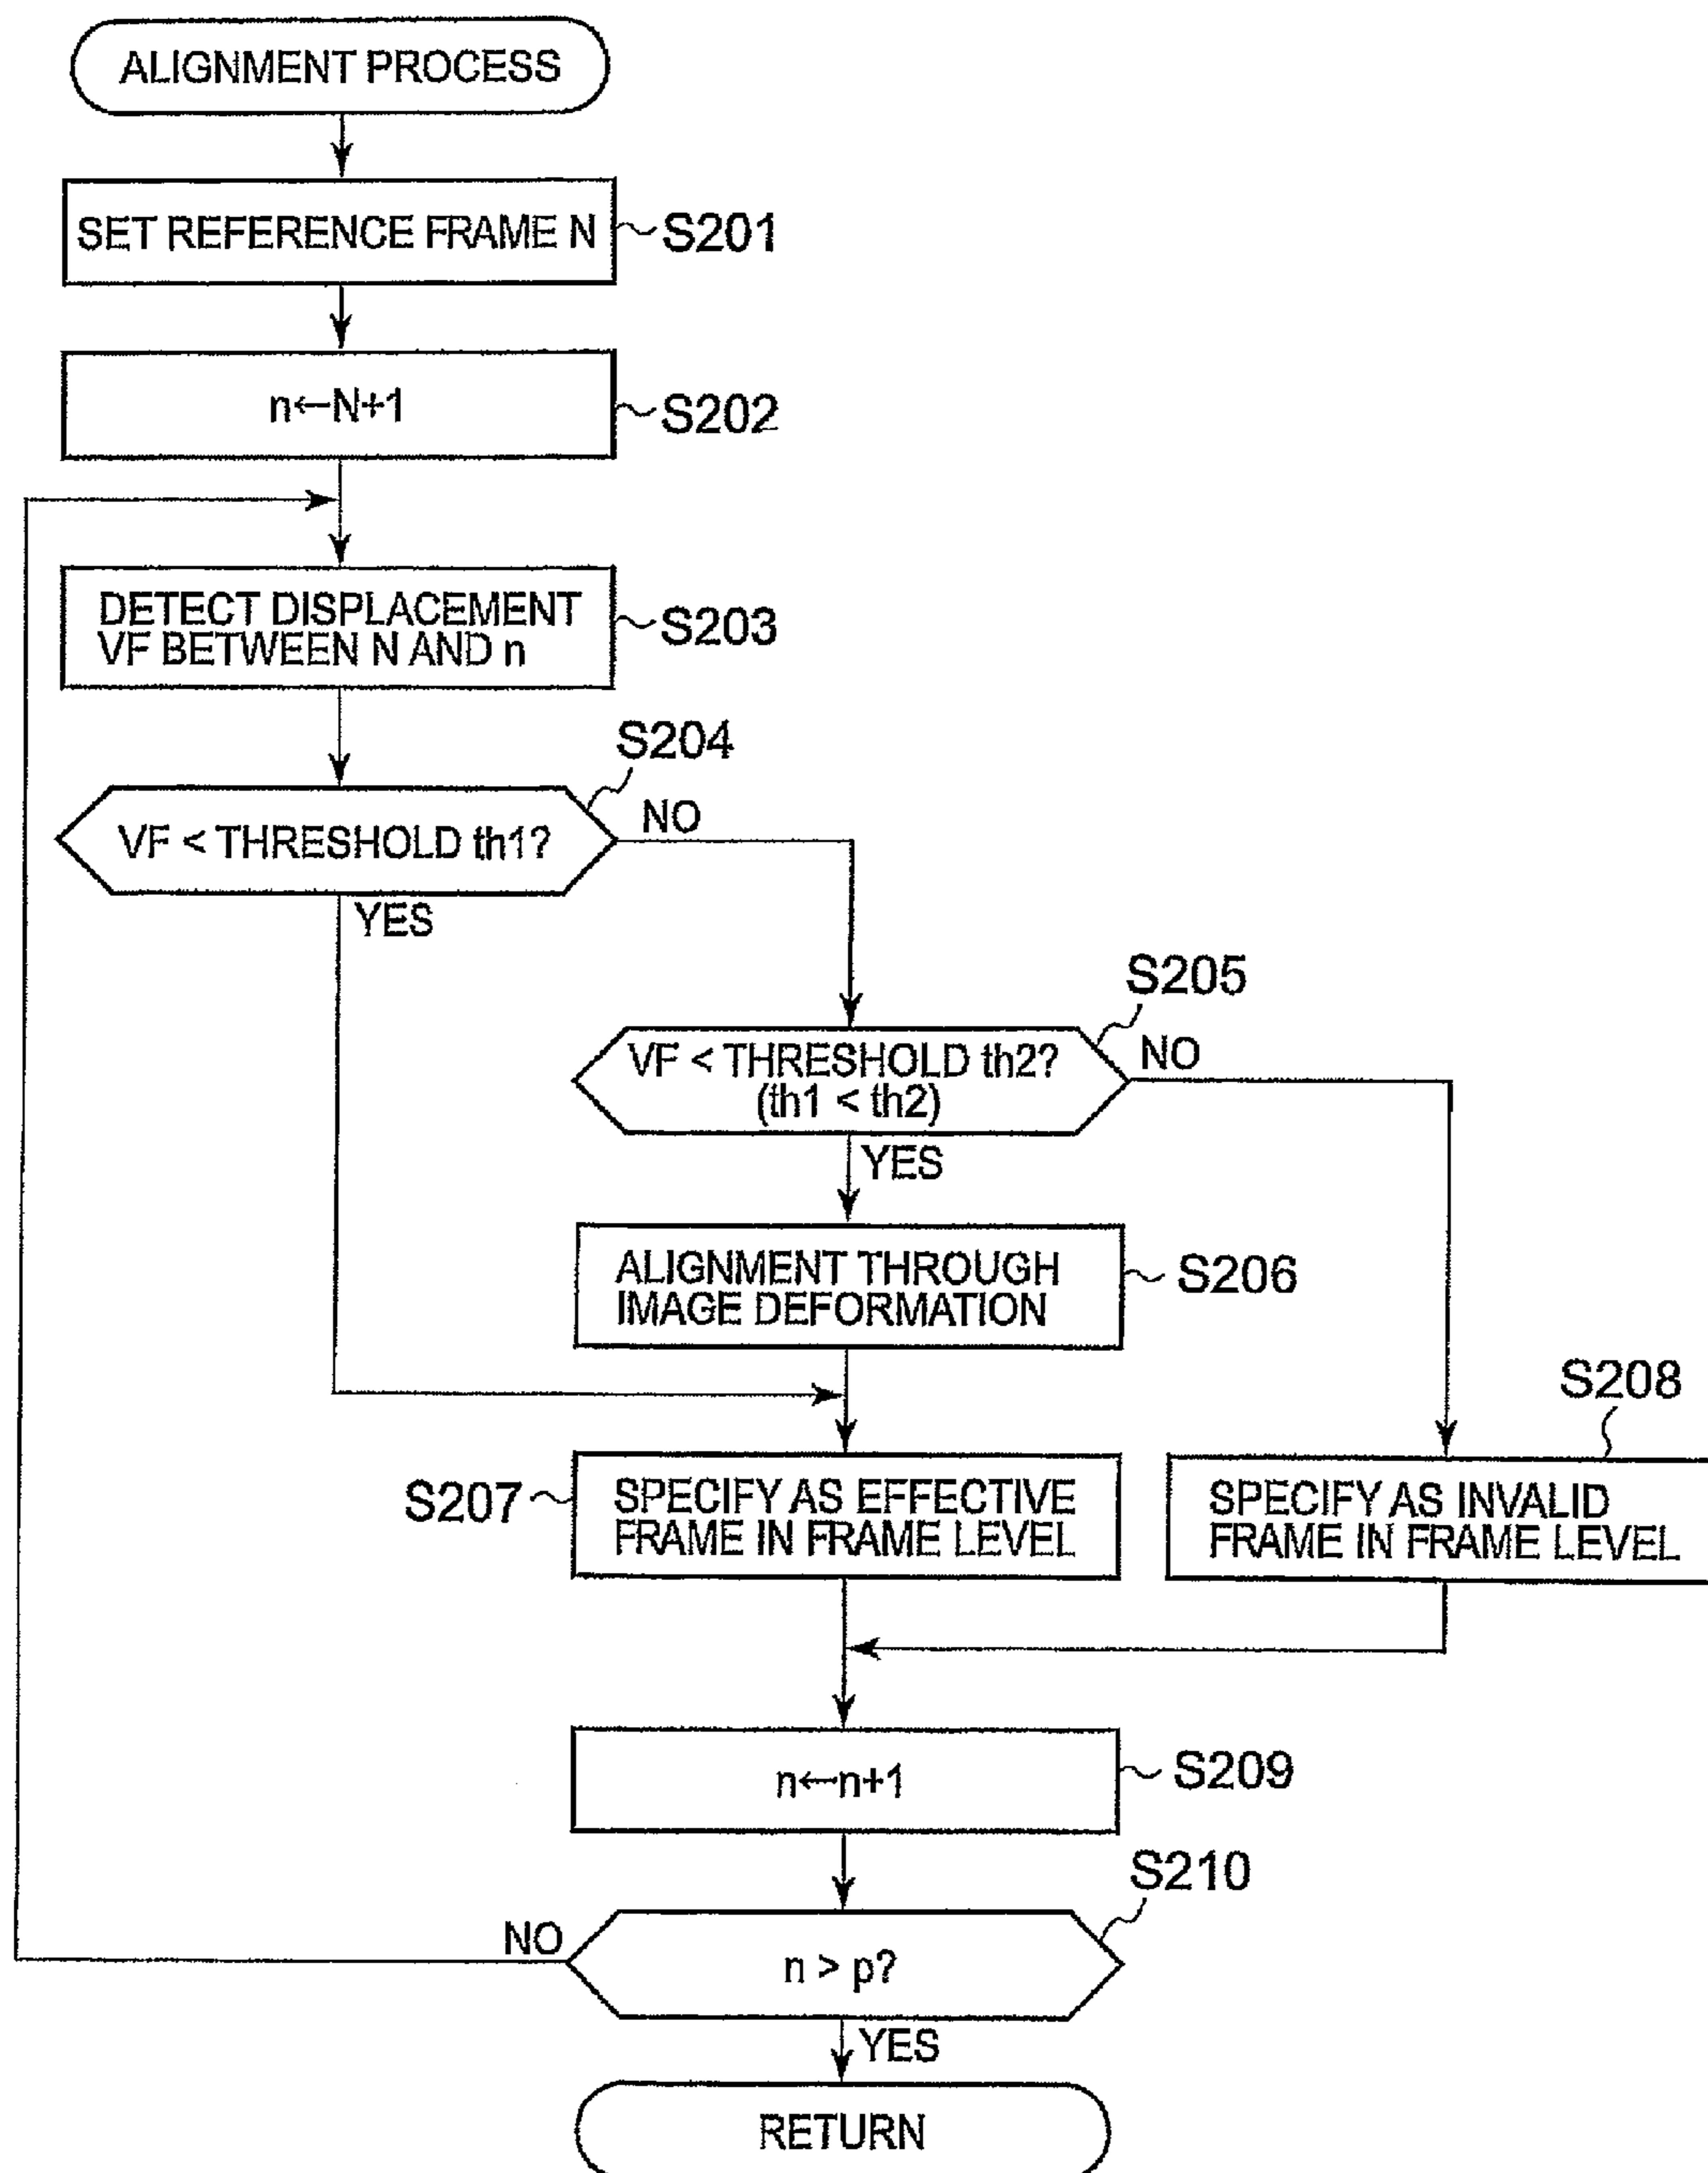 ALIGNMENT PROCESS
SET REFERENCE FRAME N
S201
n←N+1
S202
DETECT DISPLACEMENT
VF BETWEEN N AND n
S203
S204
VF < THRESHOLD th1?
NO
YES
S205
VF < THRESHOLD th2?
(th1 < th2)
NO
YES
ALIGNMENT THROUGH
IMAGE DEFORMATION
S206
S207
SPECIFY AS EFFECTIVE
FRAME IN FRAME LEVEL
S208
SPECIFY AS INVALID
FRAME IN FRAME LEVEL
n←n+1
S209
S210
n > p?
NO
YES
RETURN